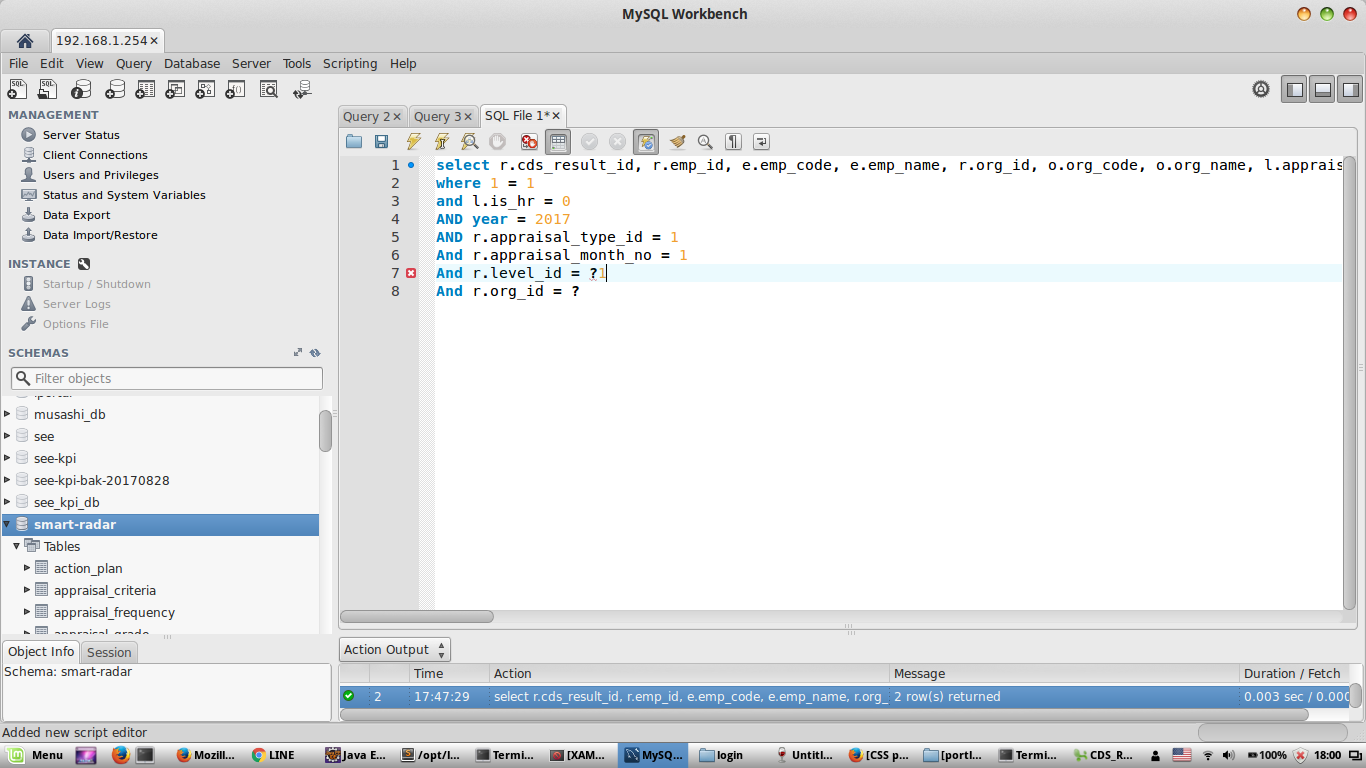 MySQL Workbench
192.168.1.254×
File Edit View Query Database Server Tools Scripting Help
MANAGEMENT
Server Status
Client Connections
Users and Privileges
Status and System Variables
Data Export
Data Import/Restore
INSTANCE
Startup / Shutdown
Server Logs
Options File
SCHEMAS
Filter objects
musashi_db
see
see-kpi
see-kpi-bak-20170828
see_kpi_db
smart-radar
Tables
action_plan
appraisal_criteria
appraisal_frequency
appraisal_grade
Object Info Session
Schema: smart-radar
Query 2× Query 3× SQL File 1*×
1 select r.cds_result_id, r.emp_id, e.emp_code, e.emp_name, r.org_id, o.org_code, o.org_name, l.apprais
2 where 1 = 1
3 and l.is_hr = 0
4 AND year = 2017
5 AND r.appraisal_type_id = 1
6 And r.appraisal_month_no = 1
7 And r.level_id = ?1
8 And r.org_id = ?
Action Output
Time Action Message Duration / Fetch
2 17:47:29 select r.cds_result_id, r.emp_id, e.emp_code, e.emp_name, r.org_ 2 row(s) returned 0.003 sec / 0.000
Added new script editor
Menu Mozill... LINE Java E... /opt/l... Termi... [XAM... MySQ... login Untitl... [CSS p... [portl... Termi... CDS_R... 100% 18:00